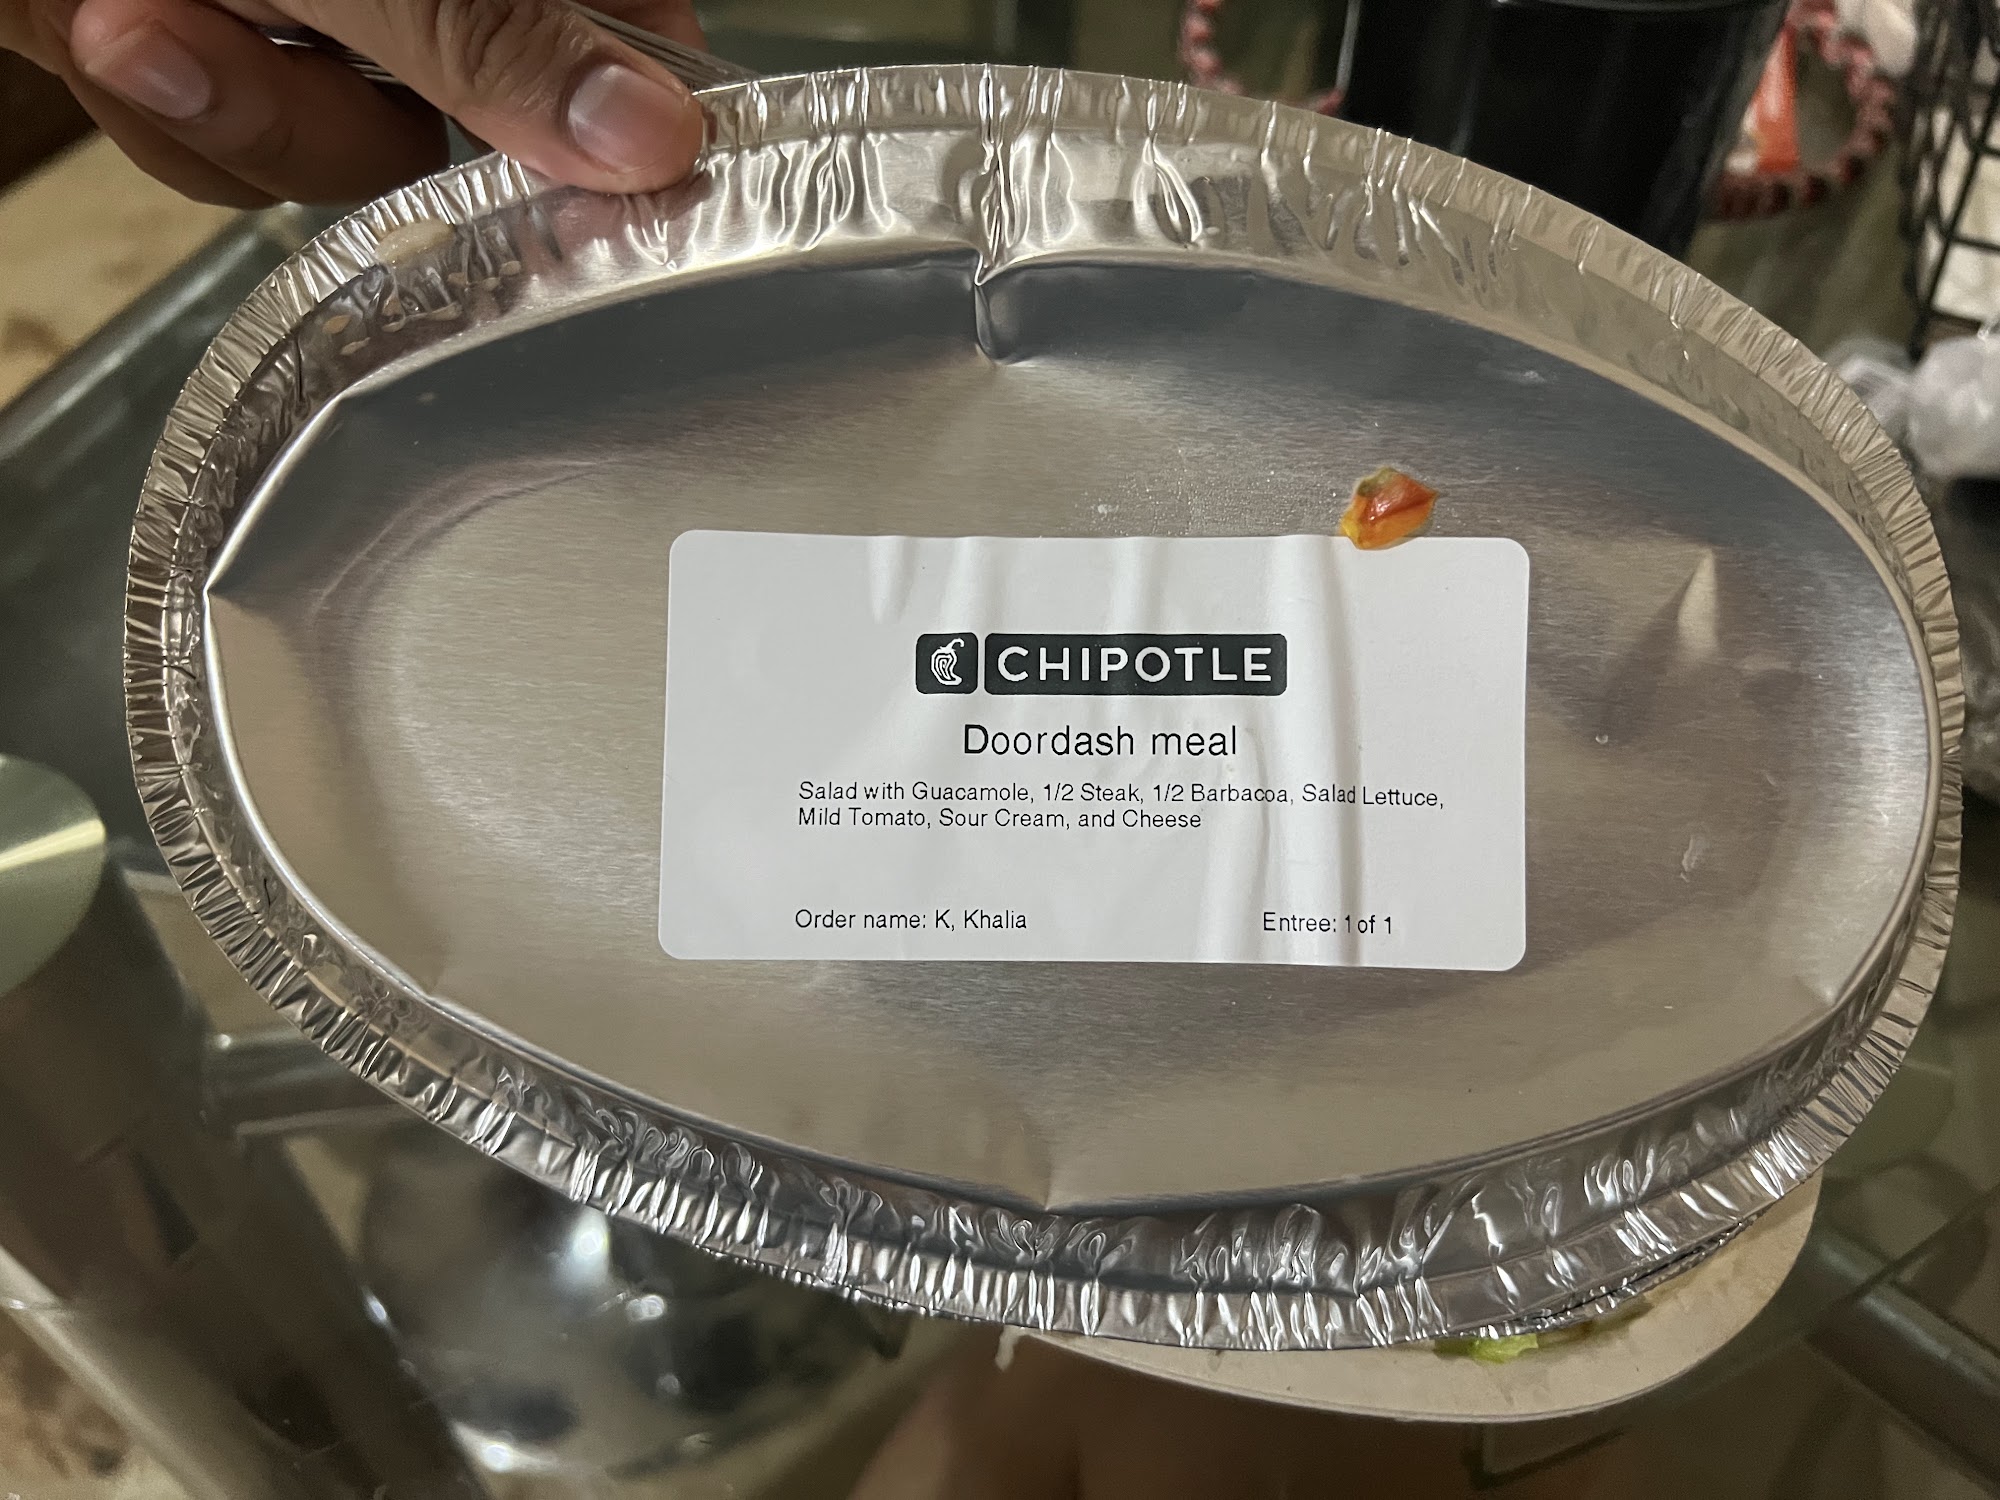 CHIPOTLE
Doordash meal
Salad with Guacamole, 1/2 Steak, 1/2 Barbacoa, Salad Lettuce,
Mild Tomato, Sour Cream, and Cheese
Order name: K, Khalia Entree: 1 of 1